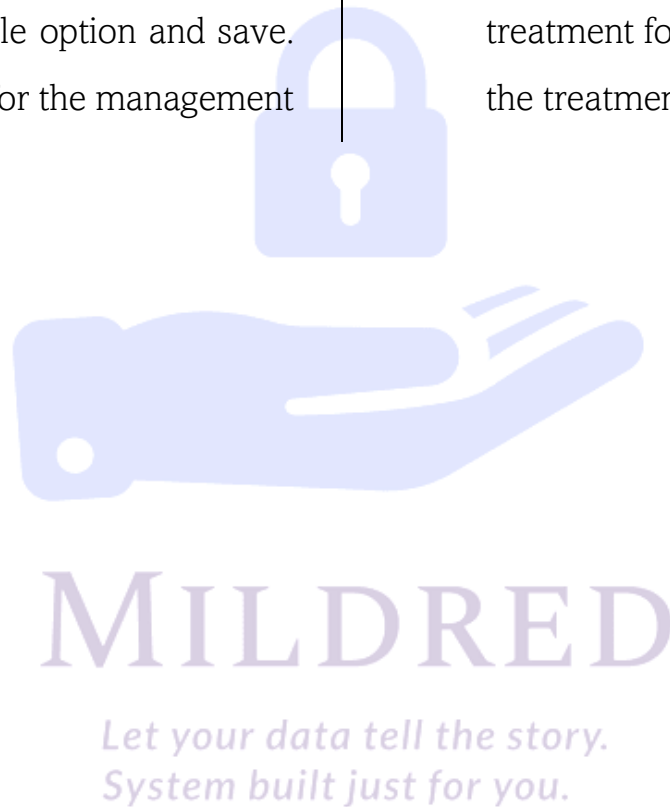 le option and save.
or the management
treatment fo
the treatmen
MILDRED
Let your data tell the story.
System built just for you.